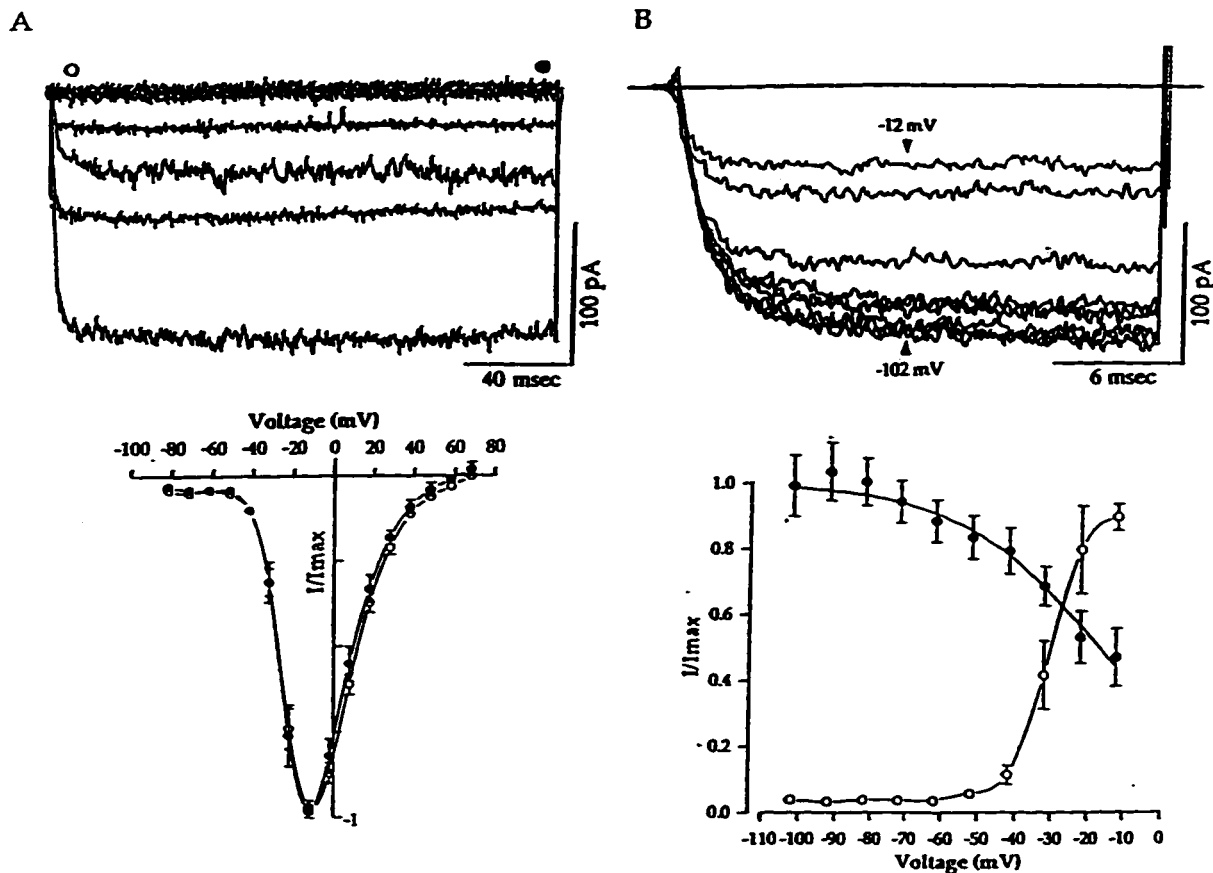 A
B
-12 mV
100 pA
40 msec
-102 mV
100 pA
6 msec
Voltage (mV)
-100 -80 -60 -40 -20 0 20 40 60 80
I/Imax
-1
1.0
0.8
0.6
0.4
0.2
0.0
I/Imax
-110 -100 -90 -80 -70 -60 -50 -40 -30 -20 -10 0
Voltage (mV)